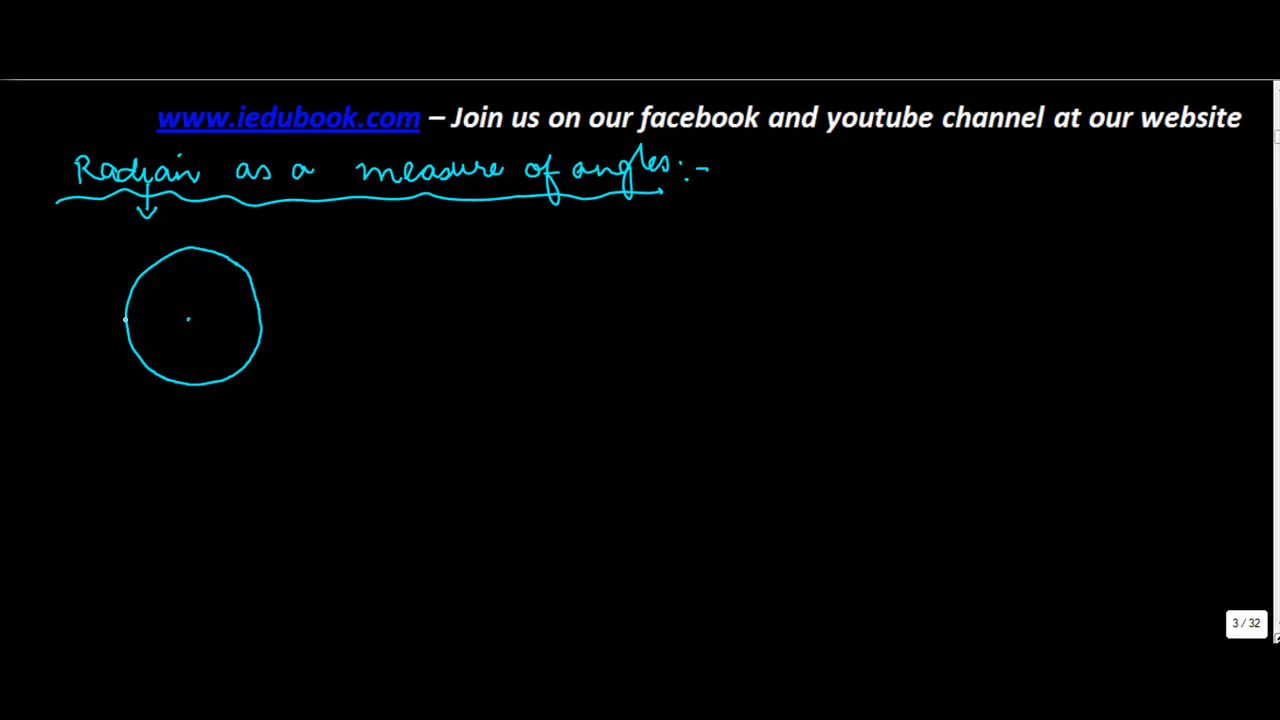 www.iedubook.com – Join us on our facebook and youtube channel at our website
Radian as a measure of angles:-
3 / 32